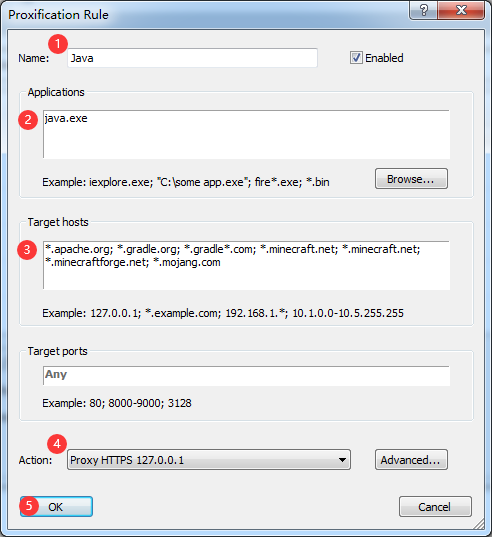 Proxification Rule
1
Name: Java Enabled
Applications
2
java.exe
Example: iexplore.exe; "C:\some app.exe"; fire*.exe; *.bin Browse...
Target hosts
3
*.apache.org; *.gradle.org; *.gradle*.com; *.minecraft.net; *.minecraft.net;
*.minecraftforge.net; *.mojang.com
Example: 127.0.0.1; *.example.com; 192.168.1.*; 10.1.0.0-10.5.255.255
Target ports
Any
Example: 80; 8000-9000; 3128
4
Action: Proxy HTTPS 127.0.0.1 Advanced...
5 OK Cancel